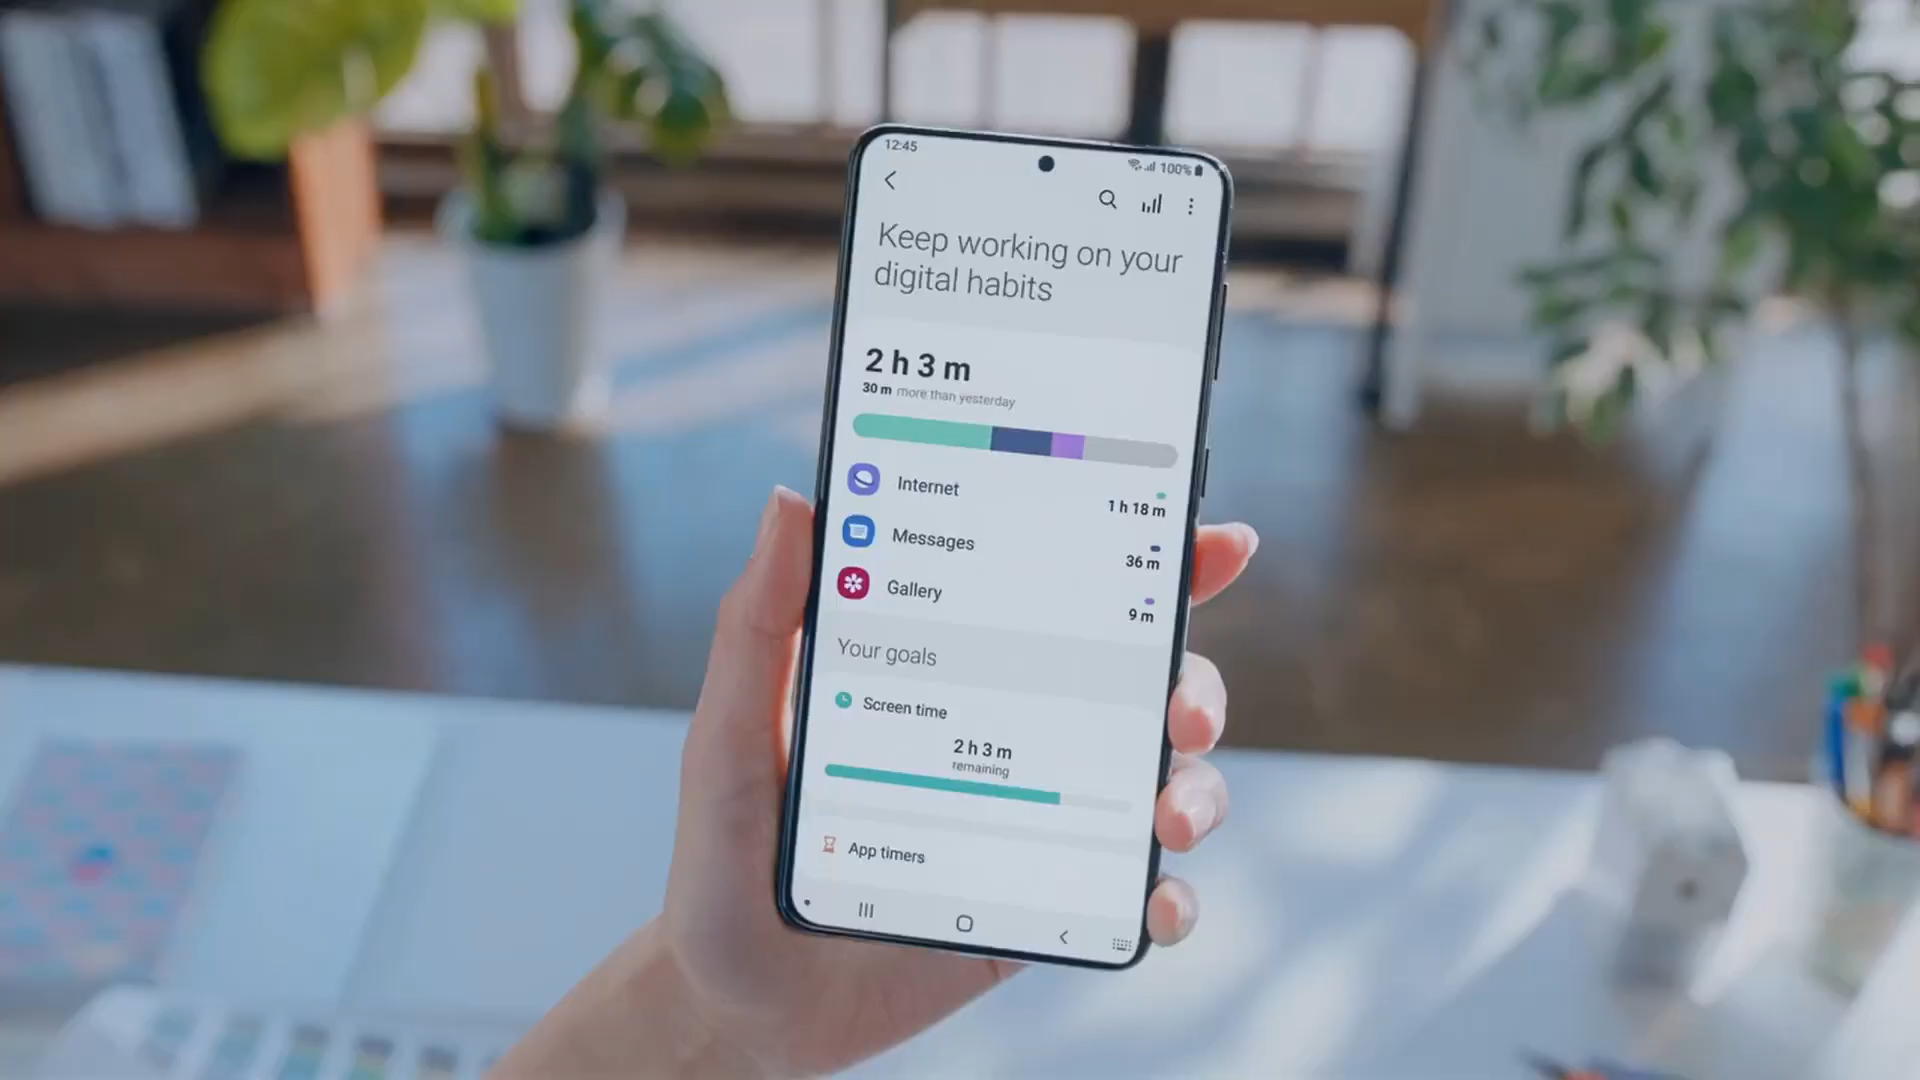 12:45
100%
Keep working on your
digital habits
2 h 3 m
30 m more than yesterday
Internet
1 h 18 m
Messages
36 m
Gallery
9 m
Your goals
Screen time
2 h 3 m
remaining
App timers